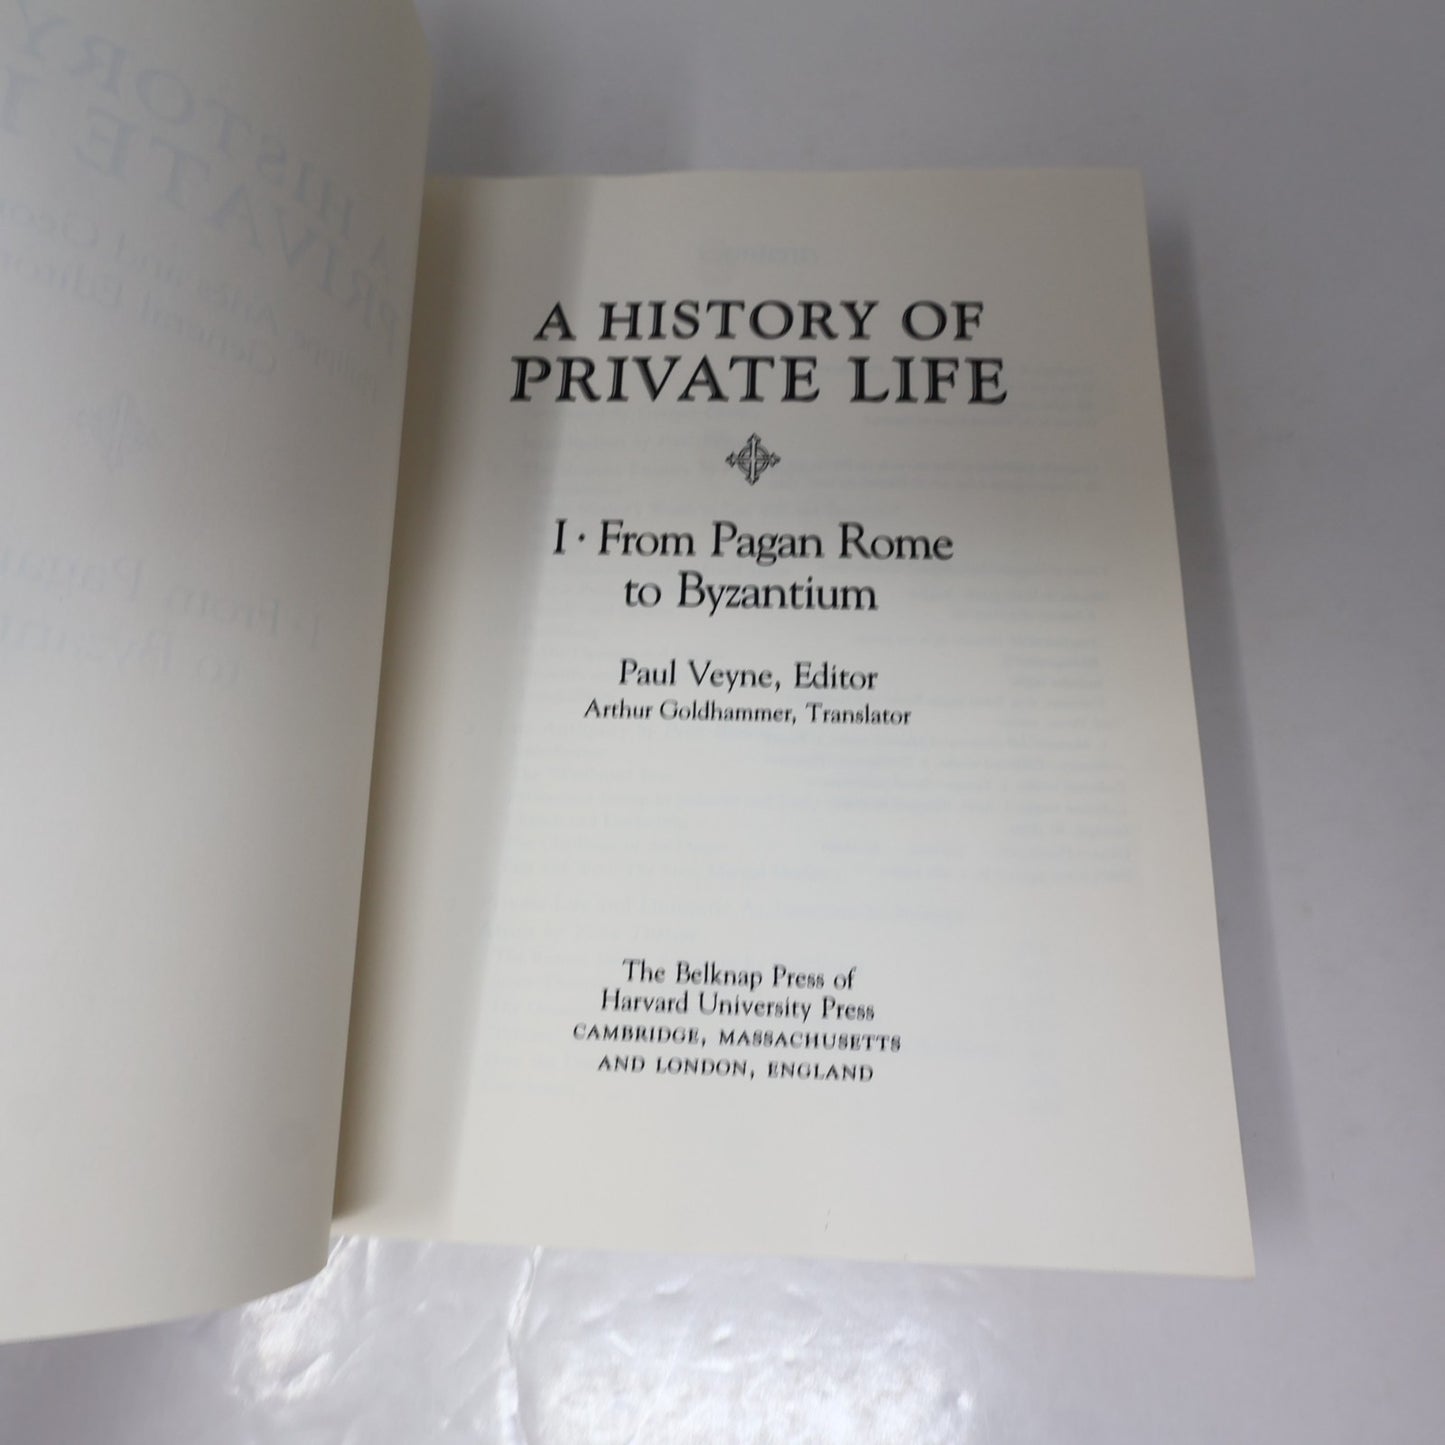 A HISTORY OF
PRIVATE LIFE
I · From Pagan Rome
to Byzantium
Paul Veyne, Editor
Arthur Goldhammer, Translator
The Belknap Press of
Harvard University Press
CAMBRIDGE, MASSACHUSETTS
AND LONDON, ENGLAND